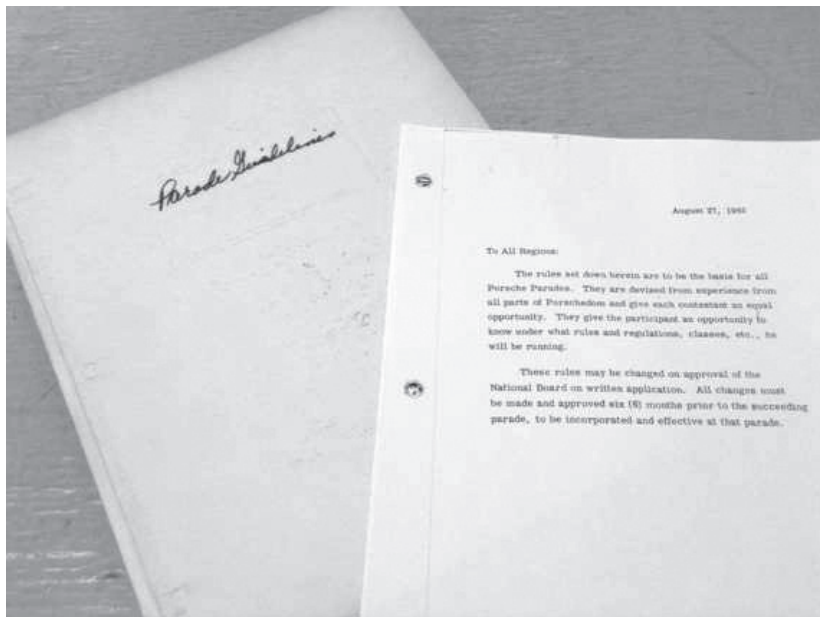 Parade Guidelines
August 27, 1965
To All Regions:
The rules set down herein are to be the basis for all
Porsche Parades. They are devised from experience from
all parts of Porschedom and give each contestant an equal
opportunity. They give the participant an opportunity to
know under what rules and regulations, classes, etc., he
will be running.
These rules may be changed on approval of the
National Board on written application. All changes must
be made and approved six (6) months prior to the succeeding
parade, to be incorporated and effective at that parade.